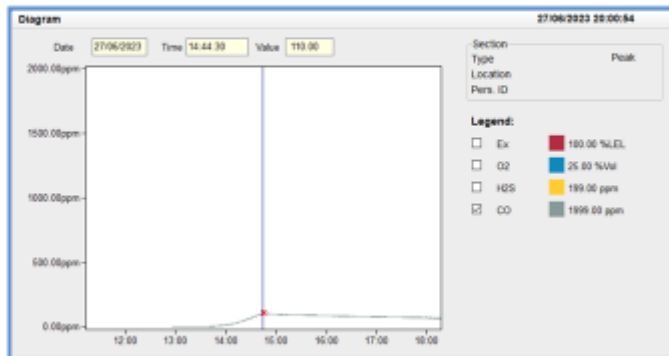 Diagram 27/06/2023 20:00:54
Date 27/06/2023 Time 14:44:30 Value 110.00
Section
Type Peak
Location
Pers. ID
2000.00ppm
1500.00ppm
1000.00ppm
500.00ppm
0.00ppm
12:00 13:00 14:00 15:00 16:00 17:00 18:00
Legend:
Ex 100.00 %LEL
O2 25.00 %Vol
H2S 199.00 ppm
CO 1999.00 ppm